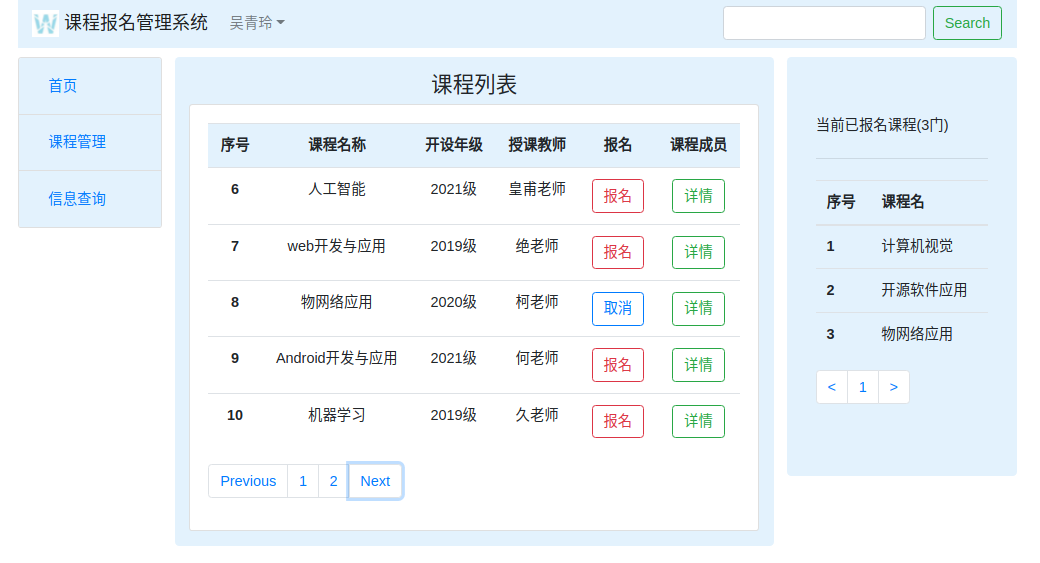 W 课程报名管理系统 吴青玲 Search
首页
课程管理
信息查询
课程列表
序号 课程名称 开设年级 授课教师 报名 课程成员
6 人工智能 2021级 皇甫老师 报名 详情
7 web开发与应用 2019级 绝老师 报名 详情
8 物网络应用 2020级 柯老师 取消 详情
9 Android开发与应用 2021级 何老师 报名 详情
10 机器学习 2019级 久老师 报名 详情
Previous 1 2 Next
当前已报名课程(3门)
序号 课程名
1 计算机视觉
2 开源软件应用
3 物网络应用
< 1 >